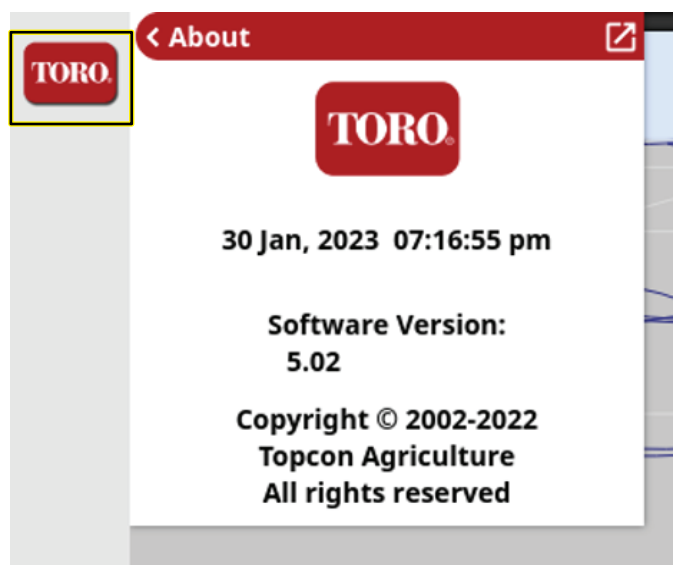 TORO.
< About
TORO®
30 Jan, 2023 07:16:55 pm
Software Version:
5.02
Copyright © 2002-2022
Topcon Agriculture
All rights reserved